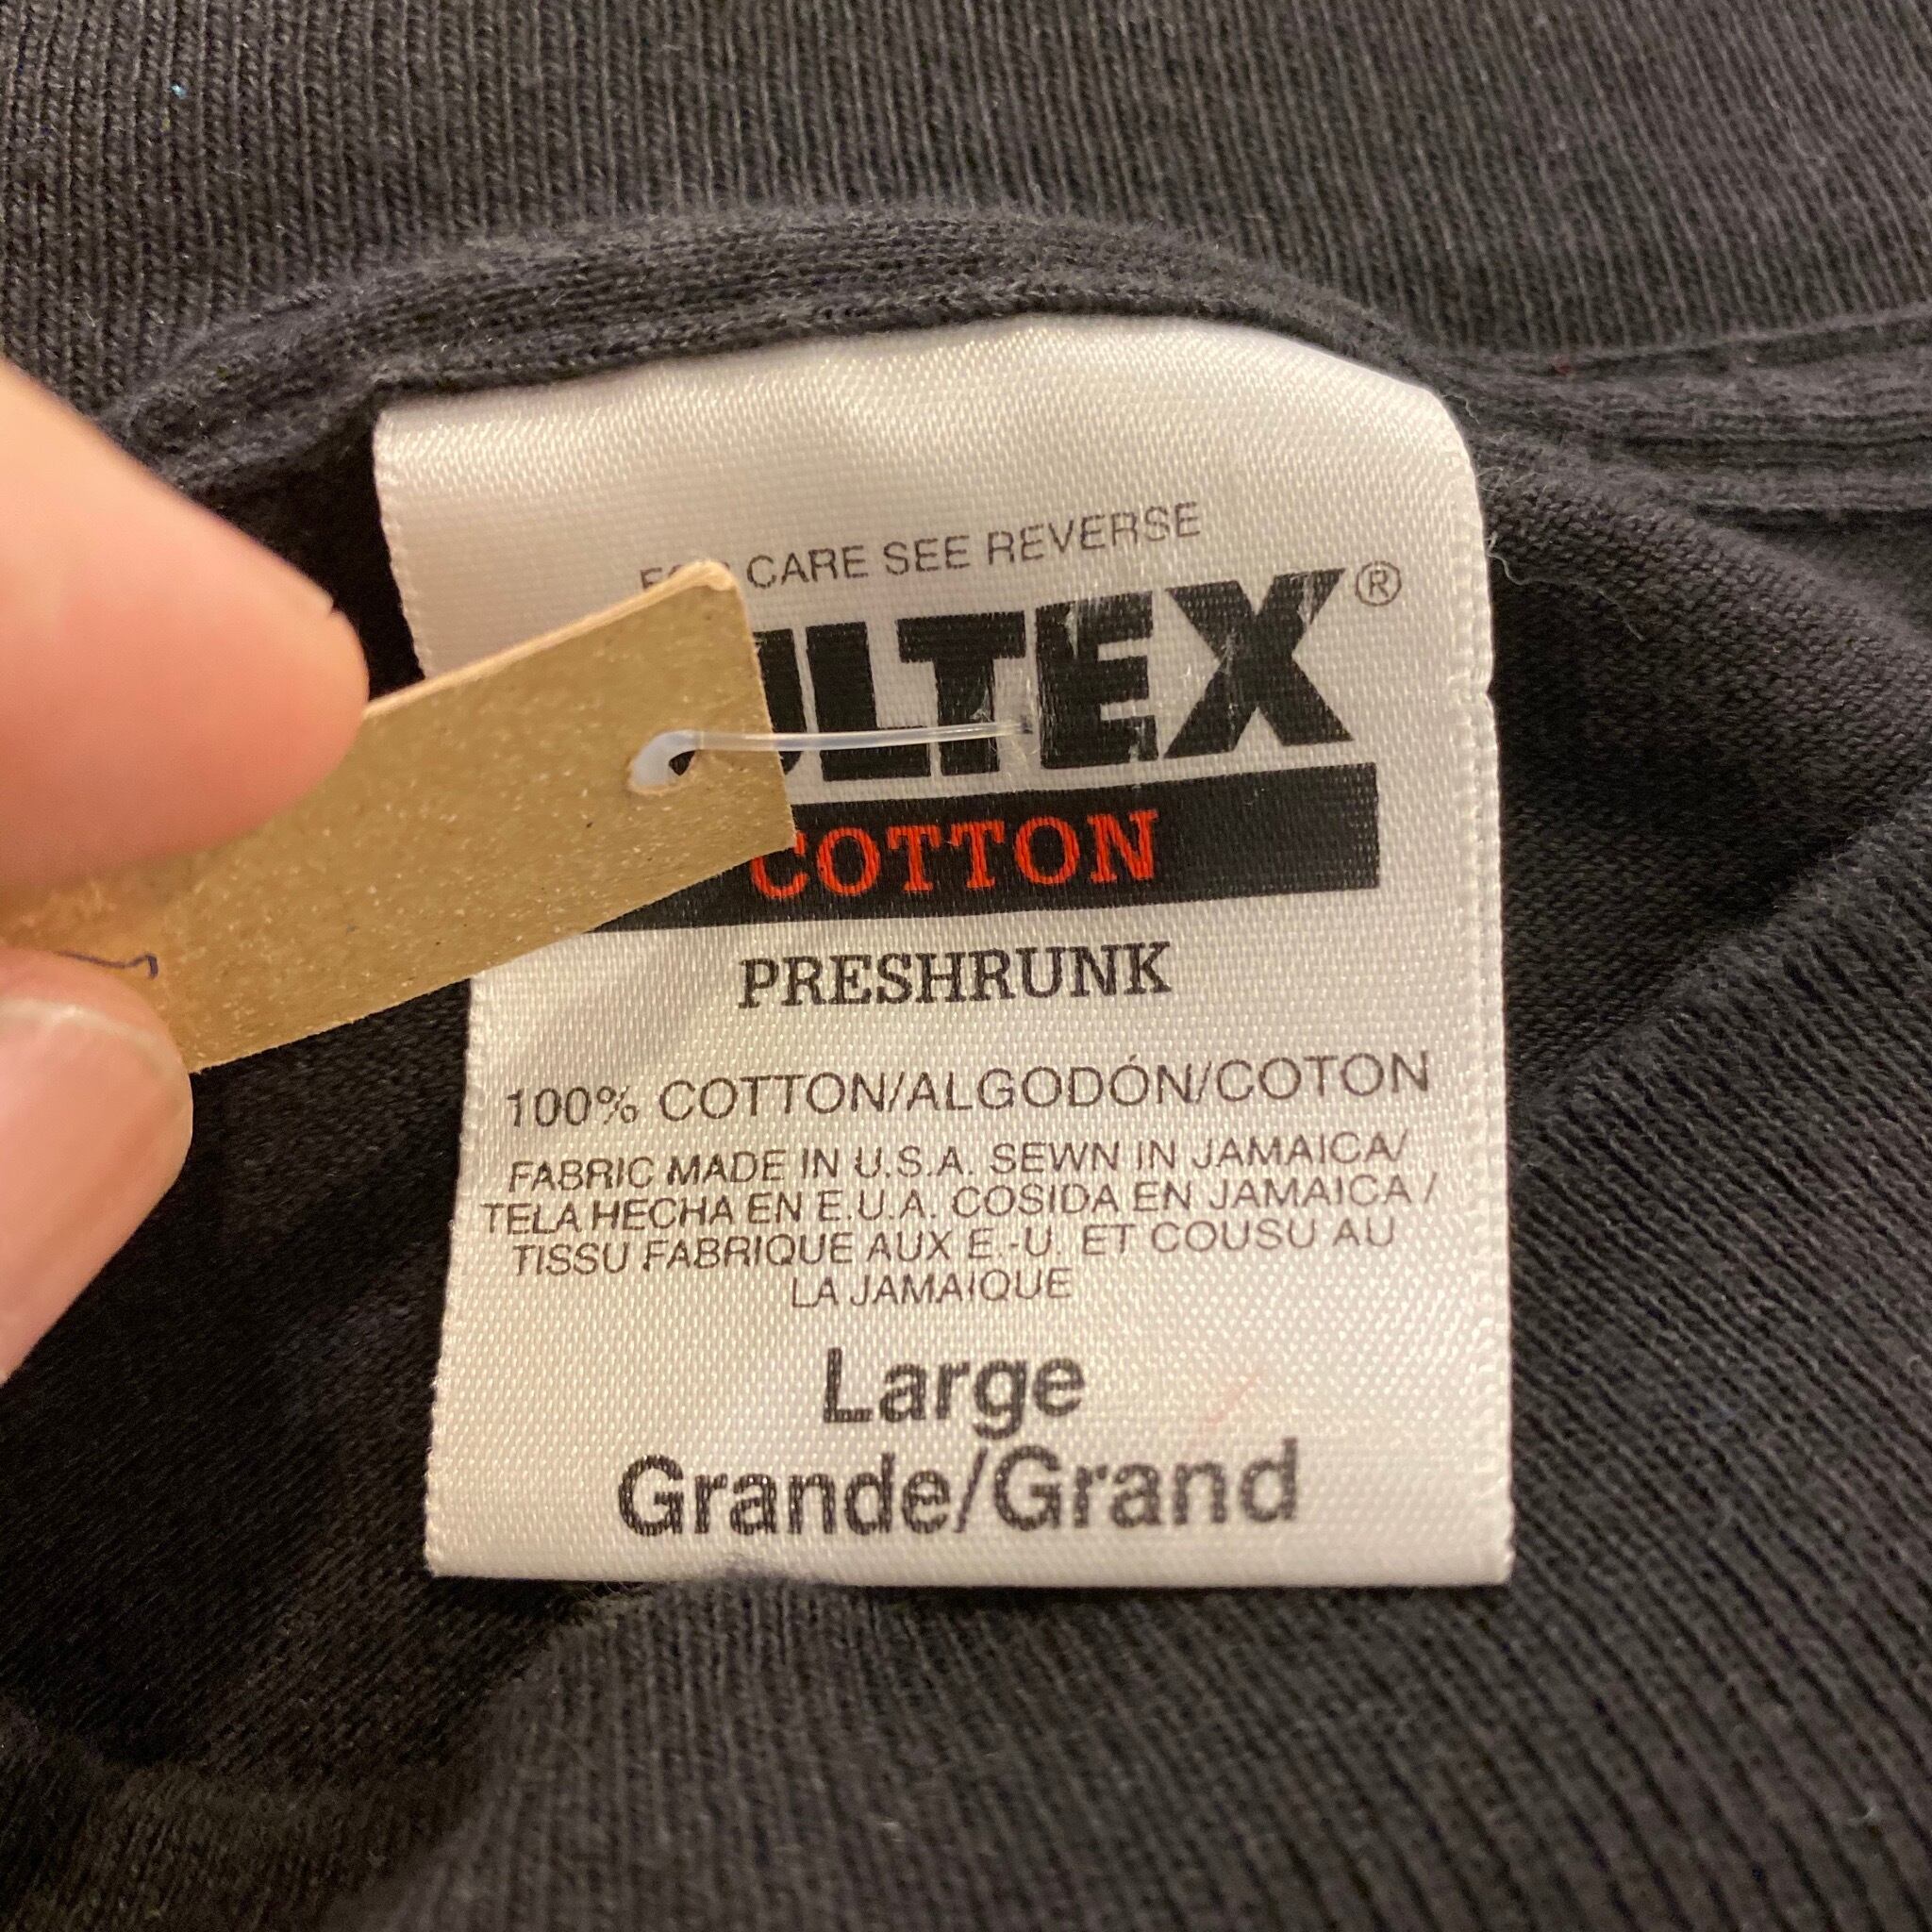 CARE SEE REVERSE
ULTEX®
COTTON
PRESHRUNK
100% COTTON/ALGODÓN/COTON
FABRIC MADE IN U.S.A. SEWN IN JAMAICA/
TELA HECHA EN E.U.A. COSIDA EN JAMAICA/
TISSU FABRIQUE AUX E.-U. ET COUSU AU
LA JAMAIQUE
Large
Grande/Grand